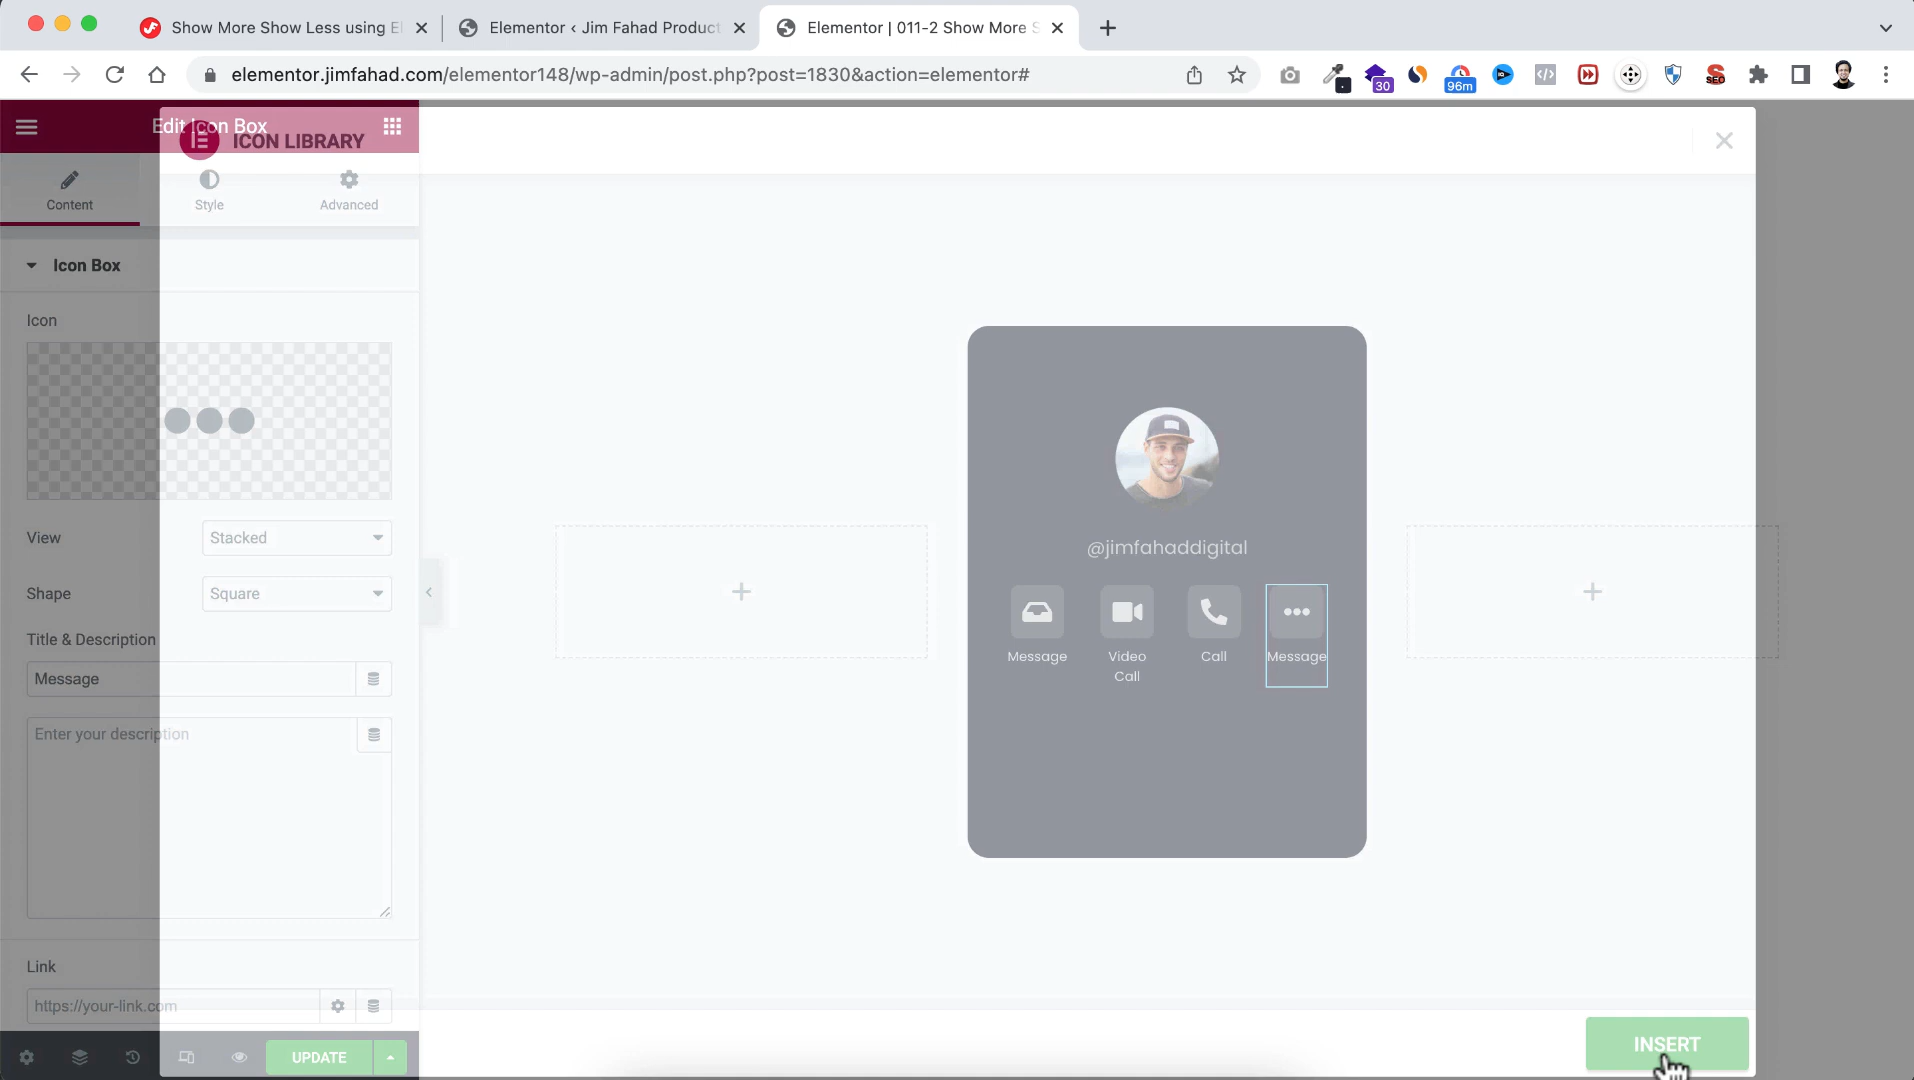 Show More Show Less using El
Elementor ‹ Jim Fahad Product
Elementor | 011-2 Show More S
elementor.jimfahad.com/elementor148/wp-admin/post.php?post=1830&action=elementor#
30
96m
SEO
Edit Icon Box
ICON LIBRARY
Content
Style
Advanced
Icon Box
Icon
View
Stacked
Shape
Square
Title & Description
Message
Enter your description
Link
https://your-link.com
UPDATE
@jimfahaddigital
Message
Video
Call
Call
Message
INSERT